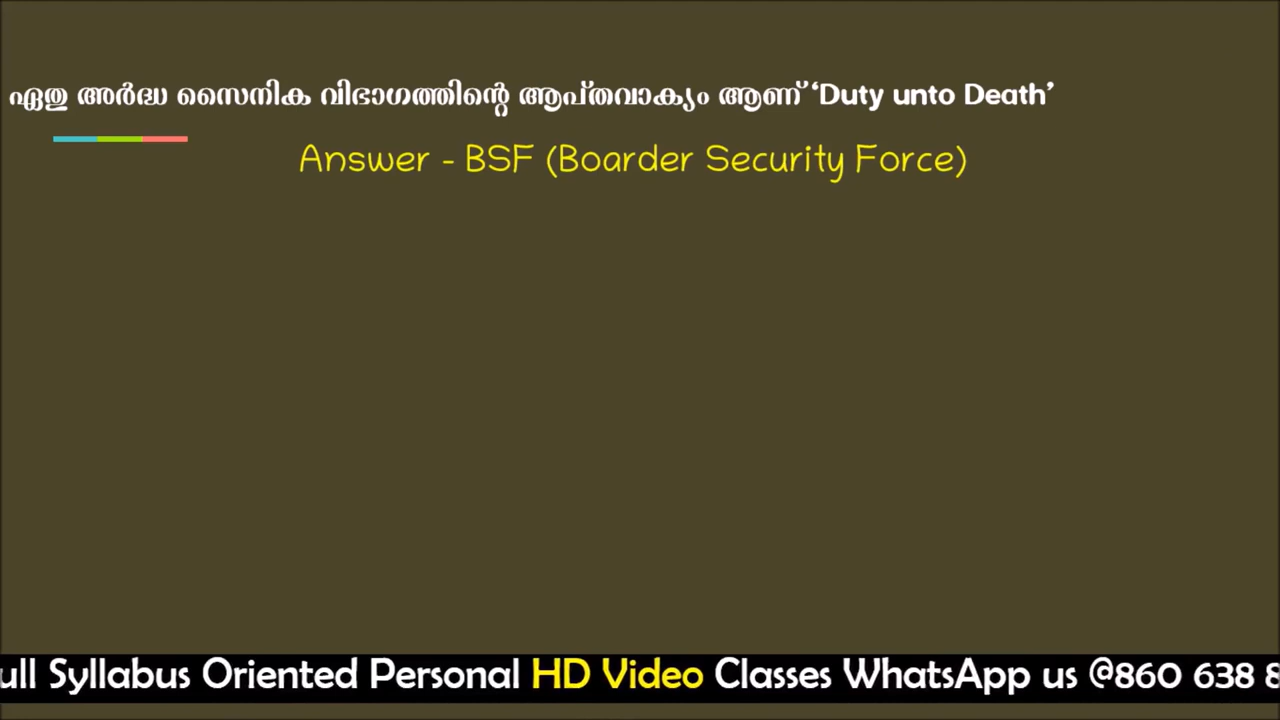 ഏതു അർദ്ധ സൈനിക വിഭാഗത്തിന്റെ ആപ്തവാക്യം ആണ് ‘Duty unto Death’
Answer - BSF (Boarder Security Force)
ull Syllabus Oriented Personal HD Video Classes WhatsApp us @860 638 8